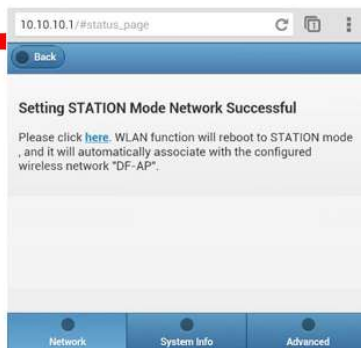 10.10.10.1/#status_page
1
Back
Setting STATION Mode Network Successful
Please click here. WLAN function will reboot to STATION mode
, and it will automatically associate with the configured
wireless network "DF-AP".
Network System Info Advanced